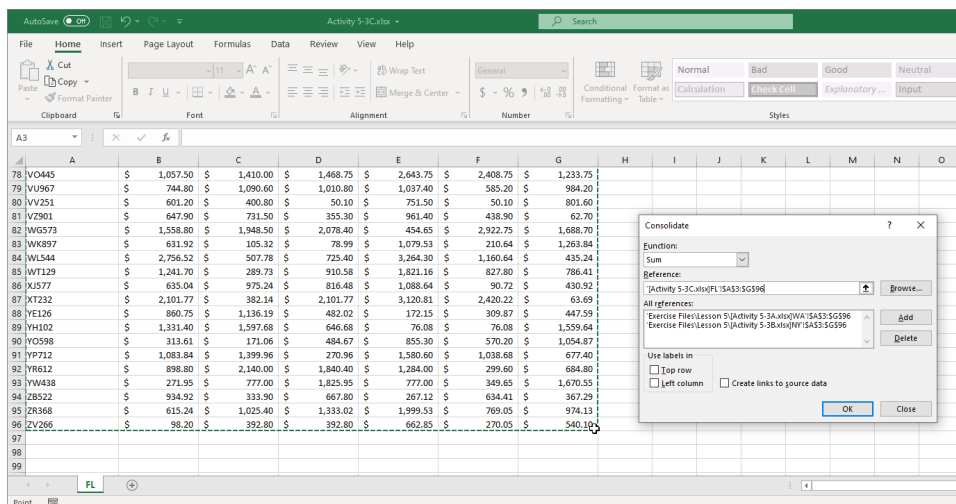 AutoSave Off Activity 5-3C.xlsx Search
File Home Insert Page Layout Formulas Data Review View Help
Paste Cut Copy Format Painter 11 A A B I U A Wrap Text Merge & Center General $ % 9 Conditional Formatting Format as Table Normal Bad Good Neutral Calculation Check Cell Explanatory ... Input
Clipboard Font Alignment Number Styles
A3 fx
A B C D E F G H I J K L M N O
78 VO445 $ 1,057.50 $ 1,410.00 $ 1,468.75 $ 2,643.75 $ 2,408.75 $ 1,233.75
79 VU967 $ 744.80 $ 1,090.60 $ 1,010.80 $ 1,037.40 $ 585.20 $ 984.20
80 VV251 $ 601.20 $ 400.80 $ 50.10 $ 751.50 $ 50.10 $ 801.60
81 VZ901 $ 647.90 $ 731.50 $ 355.30 $ 961.40 $ 438.90 $ 62.70
82 WG573 $ 1,558.80 $ 1,948.50 $ 2,078.40 $ 454.65 $ 2,922.75 $ 1,688.70
83 WK897 $ 631.92 $ 105.32 $ 78.99 $ 1,079.53 $ 210.64 $ 1,263.84
84 WL544 $ 2,756.52 $ 507.78 $ 725.40 $ 3,264.30 $ 1,160.64 $ 435.24
85 WT129 $ 1,241.70 $ 289.73 $ 910.58 $ 1,821.16 $ 827.80 $ 786.41
86 XJ577 $ 635.04 $ 975.24 $ 816.48 $ 1,088.64 $ 90.72 $ 430.92
87 XT232 $ 2,101.77 $ 382.14 $ 2,101.77 $ 3,120.81 $ 2,420.22 $ 63.69
88 YE126 $ 860.75 $ 1,136.19 $ 482.02 $ 172.15 $ 309.87 $ 447.59
89 YH102 $ 1,331.40 $ 1,597.68 $ 646.68 $ 76.08 $ 76.08 $ 1,559.64
90 YO598 $ 313.61 $ 171.06 $ 484.67 $ 855.30 $ 570.20 $ 1,054.87
91 YP712 $ 1,083.84 $ 1,399.96 $ 270.96 $ 1,580.60 $ 1,038.68 $ 677.40
92 YR612 $ 898.80 $ 2,140.00 $ 1,840.40 $ 1,284.00 $ 299.60 $ 684.80
93 YW438 $ 271.95 $ 777.00 $ 1,825.95 $ 777.00 $ 349.65 $ 1,670.55
94 ZB522 $ 934.92 $ 333.90 $ 667.80 $ 267.12 $ 634.41 $ 367.29
95 ZR368 $ 615.24 $ 1,025.40 $ 1,333.02 $ 1,999.53 $ 769.05 $ 974.13
96 ZV266 $ 98.20 $ 392.80 $ 392.80 $ 662.85 $ 270.05 $ 540.10
97
98
99
Consolidate ? ×
Function:
Sum
Reference:
'[Activity 5-3C.xlsx]FL'!$A$3:$G$96 Browse...
All references:
'Exercise Files\Lesson 5\[Activity 5-3A.xlsx]WA'!$A$3:$G$96 Add
'Exercise Files\Lesson 5\[Activity 5-3B.xlsx]NY'!$A$3:$G$96
Delete
Use labels in
Top row
Left column Create links to source data
OK Close
FL
Point